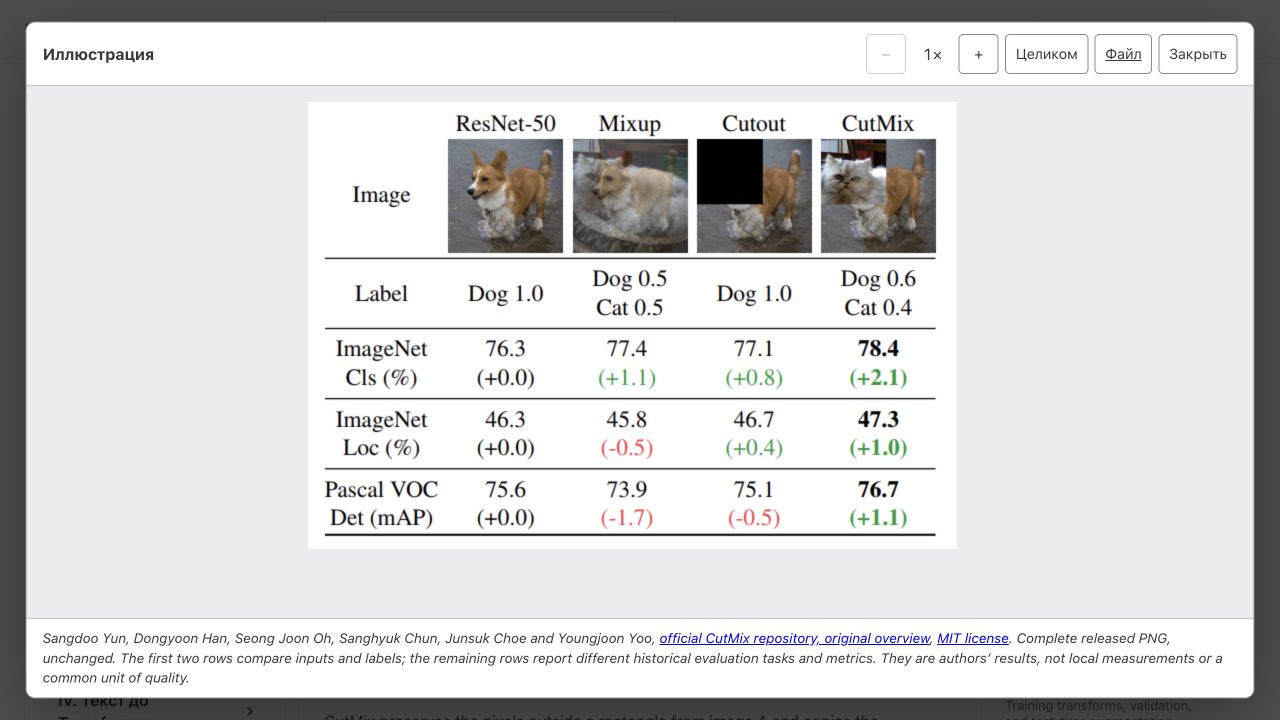 Иллюстрация
−
1×
+
Целиком
Файл
Закрыть
ResNet-50 Mixup Cutout CutMix
Image
Label Dog 1.0 Dog 0.5 Cat 0.5 Dog 1.0 Dog 0.6 Cat 0.4
ImageNet Cls (%) 76.3 (+0.0) 77.4 (+1.1) 77.1 (+0.8) 78.4 (+2.1)
ImageNet Loc (%) 46.3 (+0.0) 45.8 (-0.5) 46.7 (+0.4) 47.3 (+1.0)
Pascal VOC Det (mAP) 75.6 (+0.0) 73.9 (-1.7) 75.1 (-0.5) 76.7 (+1.1)
Sangdoo Yun, Dongyoon Han, Seong Joon Oh, Sanghyuk Chun, Junsuk Choe and Youngjoon Yoo, official CutMix repository, original overview, MIT license. Complete released PNG,
unchanged. The first two rows compare inputs and labels; the remaining rows report different historical evaluation tasks and metrics. They are authors’ results, not local measurements or a
common unit of quality.
IV. Текст до
Training transforms, validation,